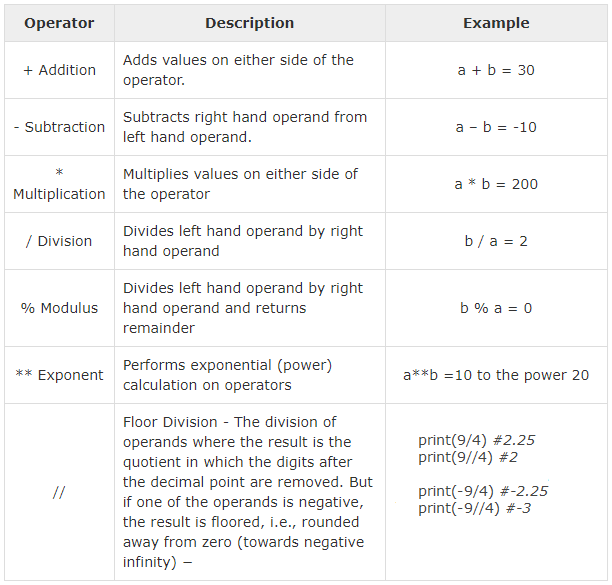 Operator Description Example
+ Addition
Adds values on either side of the
operator.
a + b = 30
- Subtraction
Subtracts right hand operand from
left hand operand.
a – b = -10
*
Multiplication
Multiplies values on either side of
the operator
a * b = 200
/ Division
Divides left hand operand by right
hand operand
b / a = 2
% Modulus
Divides left hand operand by right
hand operand and returns
remainder
b % a = 0
** Exponent
Performs exponential (power)
calculation on operators
a**b =10 to the power 20
//
Floor Division - The division of
operands where the result is the
quotient in which the digits after
the decimal point are removed. But
if one of the operands is negative,
the result is floored, i.e., rounded
away from zero (towards negative
infinity) −
print(9/4) #2.25
print(9//4) #2
print(-9/4) #-2.25
print(-9//4) #-3